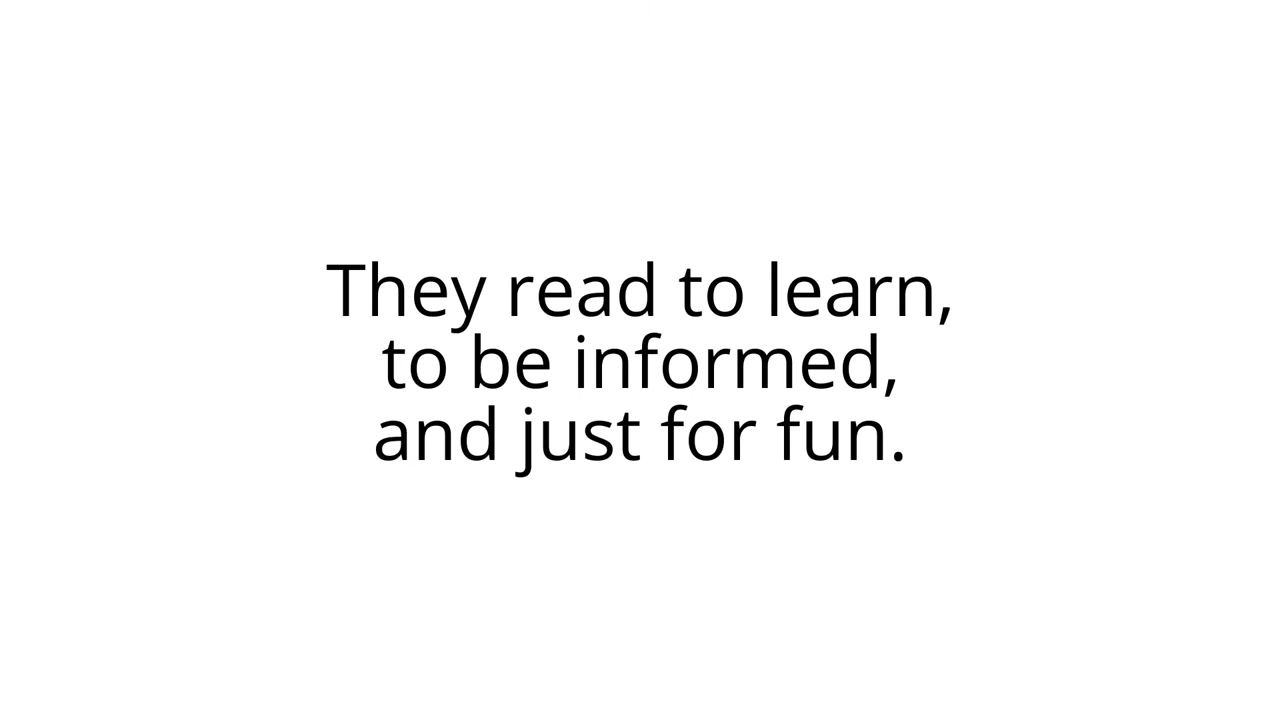 They read to learn,
to be informed,
and just for fun.